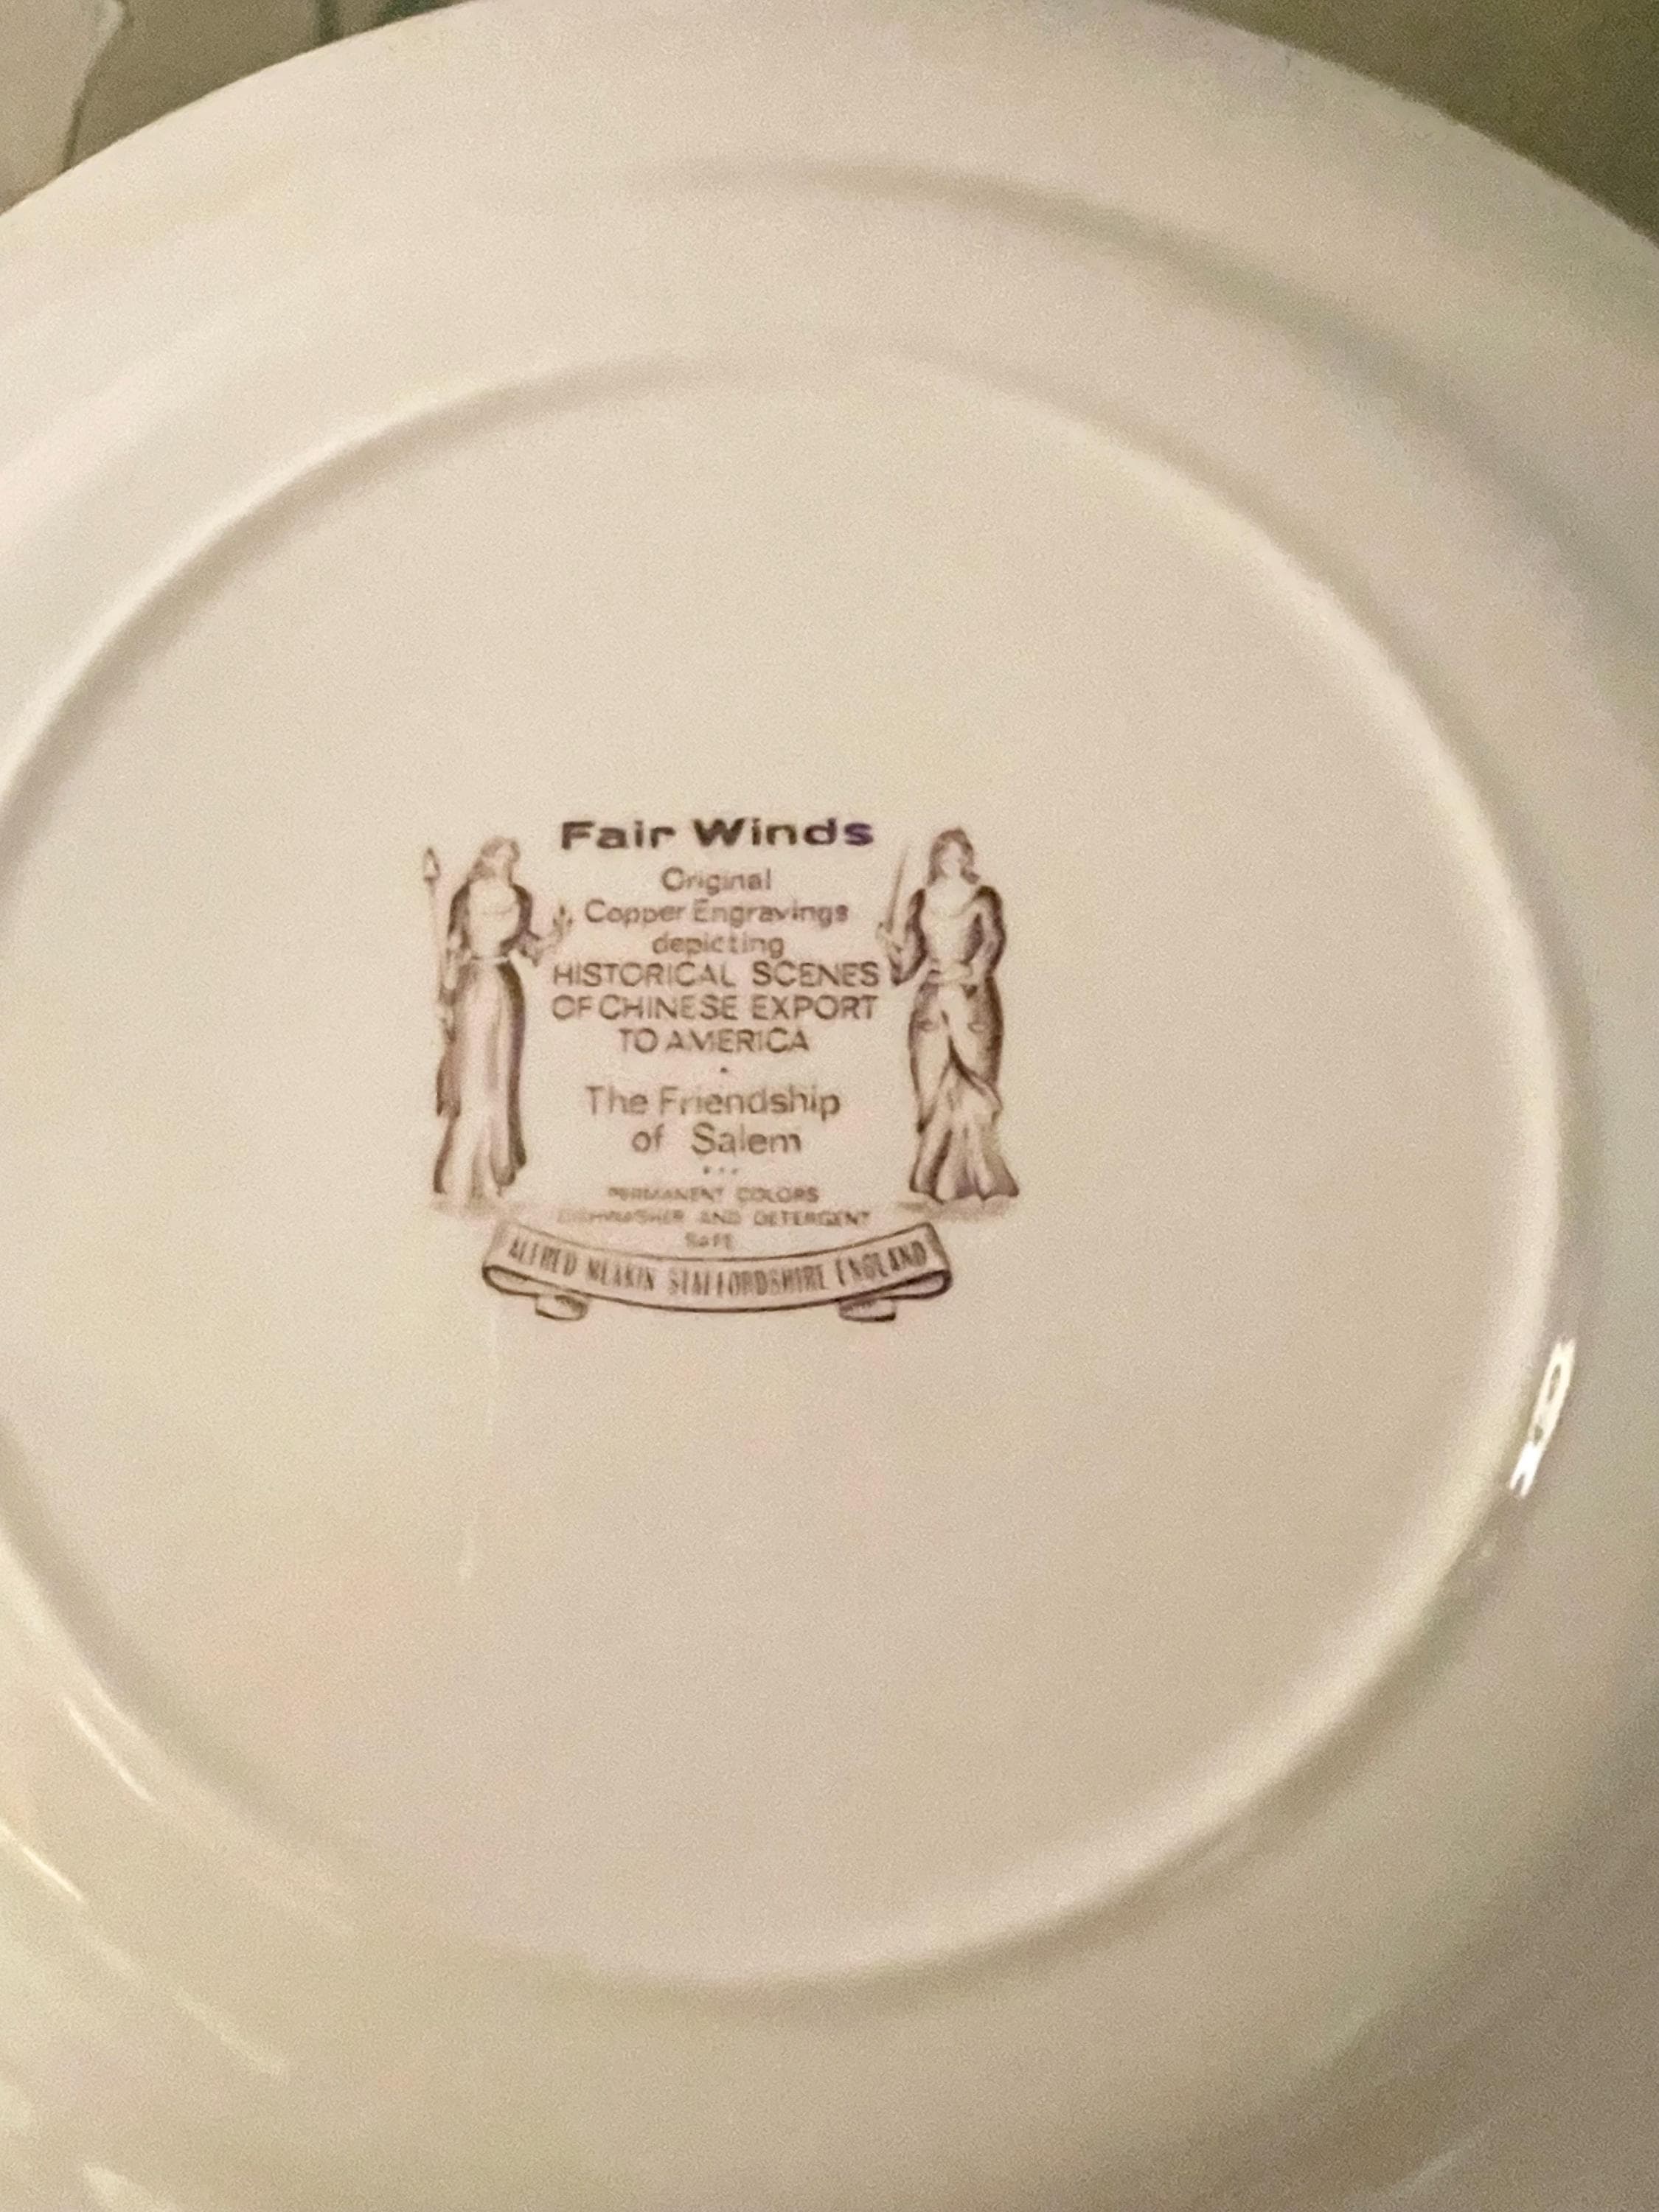 Fair Winds
Original
Copper Engravings
depicting
HISTORICAL SCENES
OF CHINESE EXPORT
TO AMERICA
The Friendship
of Salem
PERMANENT COLORS
DISHWASHER AND DETERGENT
SAFE
ALFRED MEAKIN STAFFORDSHIRE ENGLAND